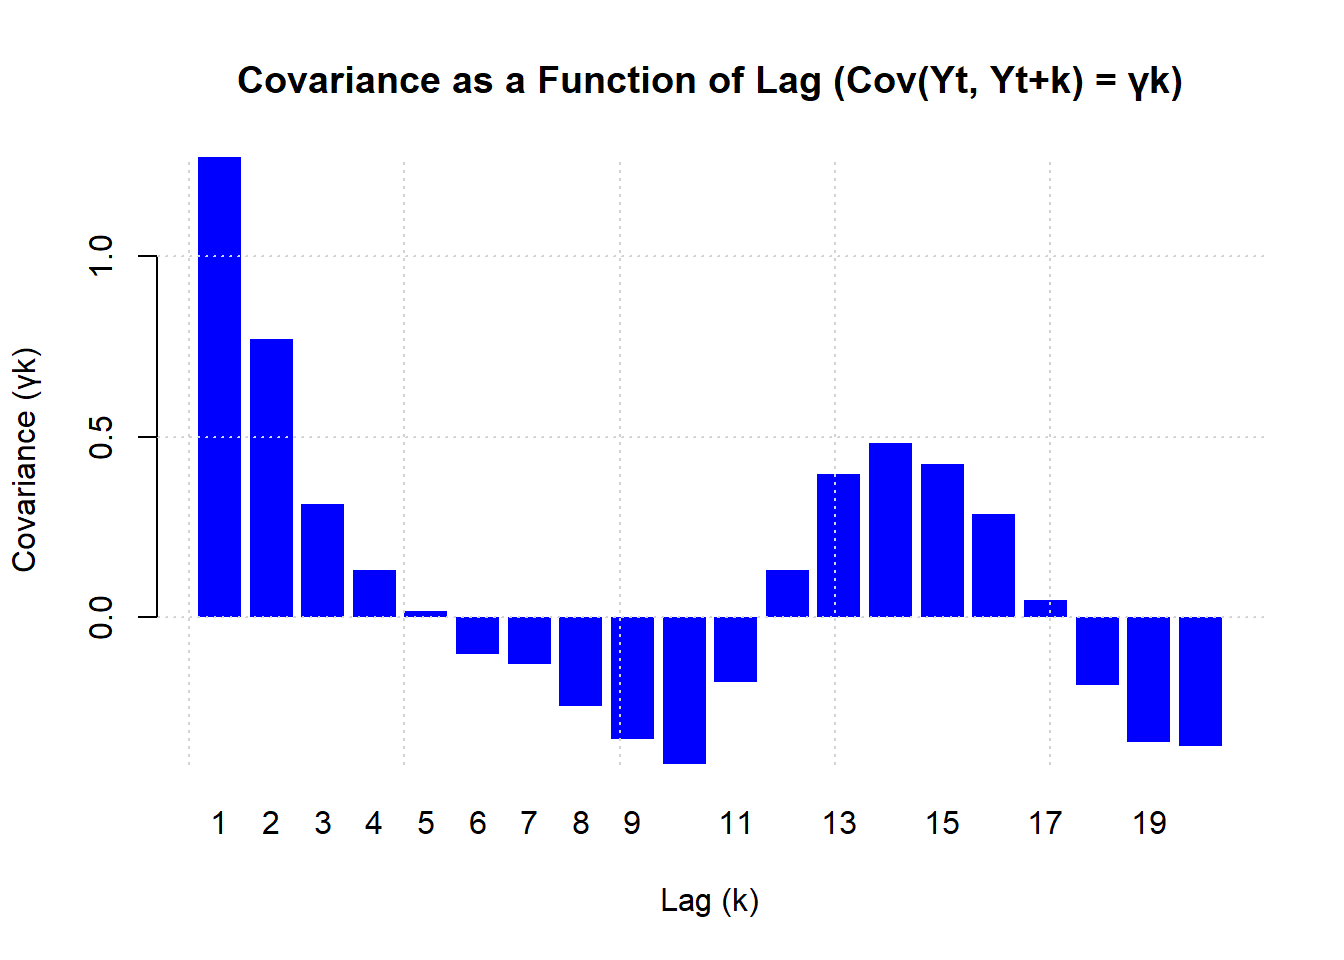 Covariance as a Function of Lag (Cov(Yt, Yt+k) = γk)
Covariance (γk)
1.0
0.5
0.0
1 2 3 4 5 6 7 8 9 11 13 15 17 19
Lag (k)